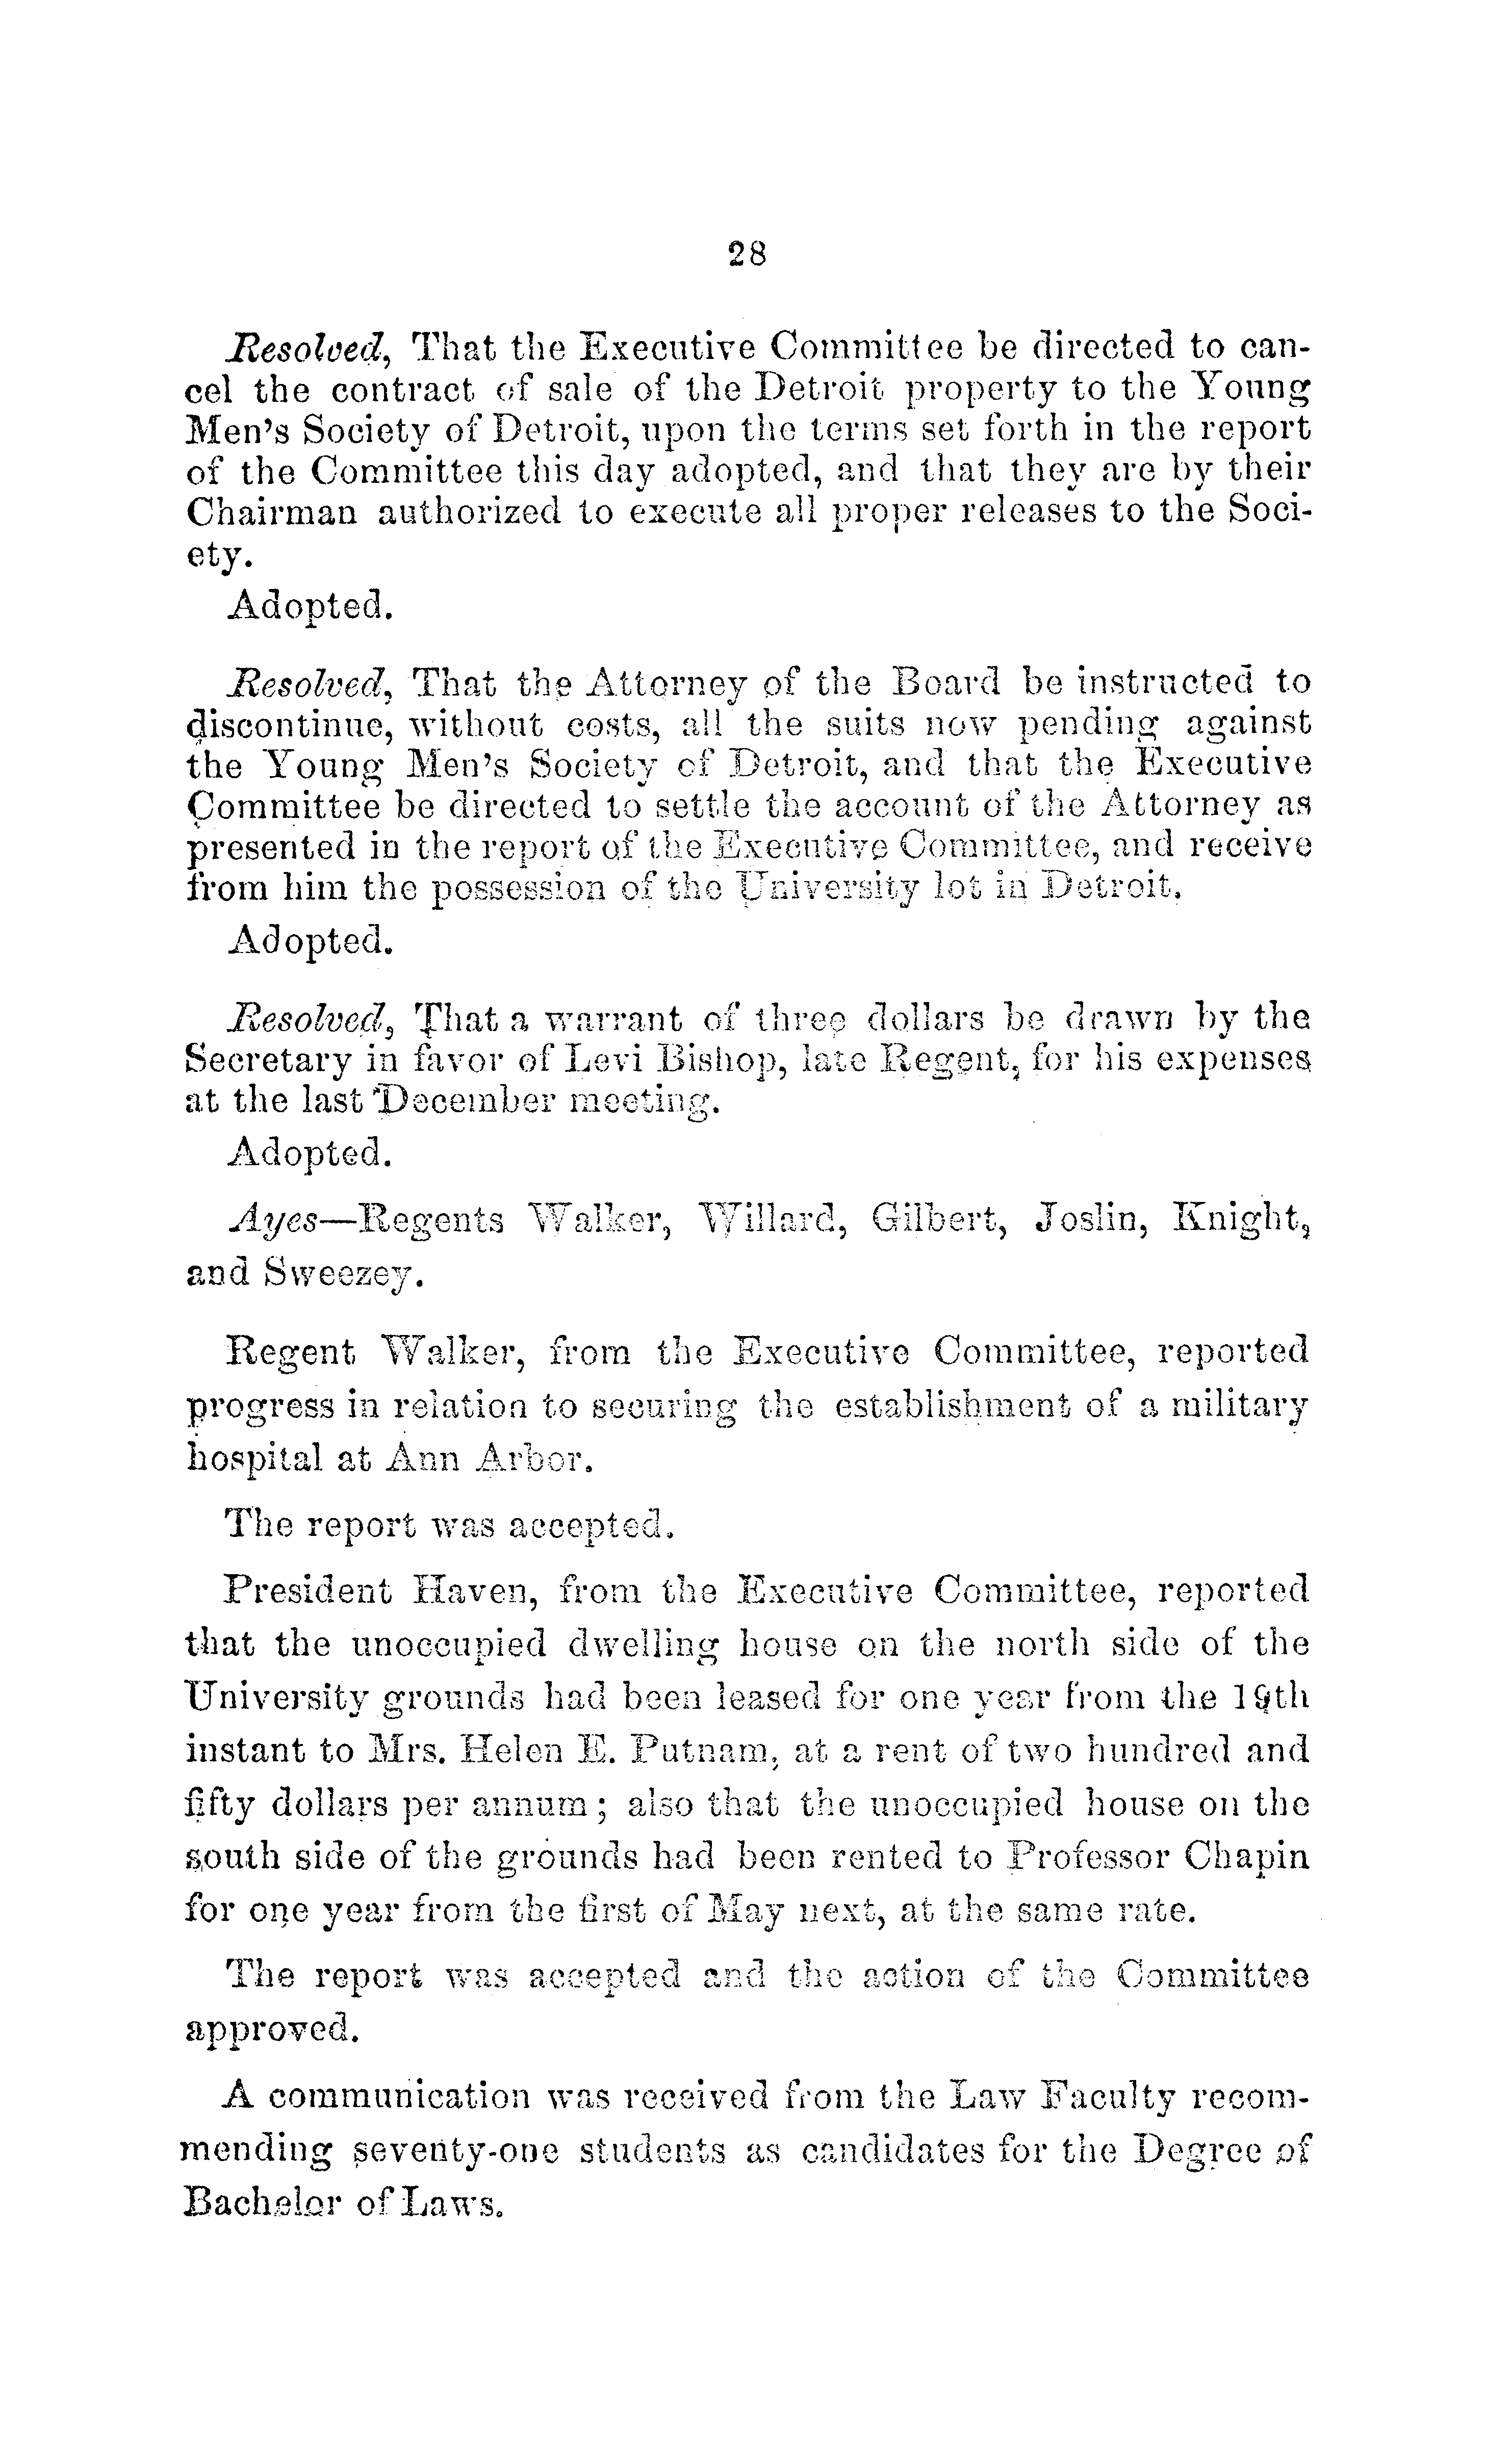 28
Resolved, That the Executive Committee be directed to can-
cel the contract of sale of the Detroit property to the Young
Men's Society of Detroit, upon the terms set forth in the report
of the Committee this day adopted, and that they are by their
Chairman authorized to execute all proper releases to the Soci-
ety.
Adopted.
Resolved, That the Attorney of the Board be instructed to
discontinue, without costs, all the suits now pending against
the Young Men's Society of Detroit, and that the Executive
Committee be directed to settle the account of the Attorney as
presented in the report of the Executive Committee, and receive
from him the possession of the University lot in Detroit.
Adopted.
Resolved, That a warrant of three dollars be drawn by the
Secretary in favor of Levi Bishop, late Regent, for his expenses
at the last December meeting.
Adopted.
Ayes—Regents Walker, Willard, Gilbert, Joslin, Knight,
and Sweezey.
Regent Walker, from the Executive Committee, reported
progress in relation to securing the establishment of a military
hospital at Ann Arbor.
The report was accepted.
President Haven, from the Executive Committee, reported
that the unoccupied dwelling house on the north side of the
University grounds had been leased for one year from the
instant to Mrs. Helen E. Putnam, at a rent of two hundred and
fifty dollars per annum; also that the unoccupied house on the
south side of the grounds had been rented to Professor Chapin
for one year from the first of May next, at the same rate.
The report was accepted and the action of the Committee
approved.
A communication was received from the Law Faculty recom-
mending seventy-one students as candidates for the Degree of
Bachelor of Laws.